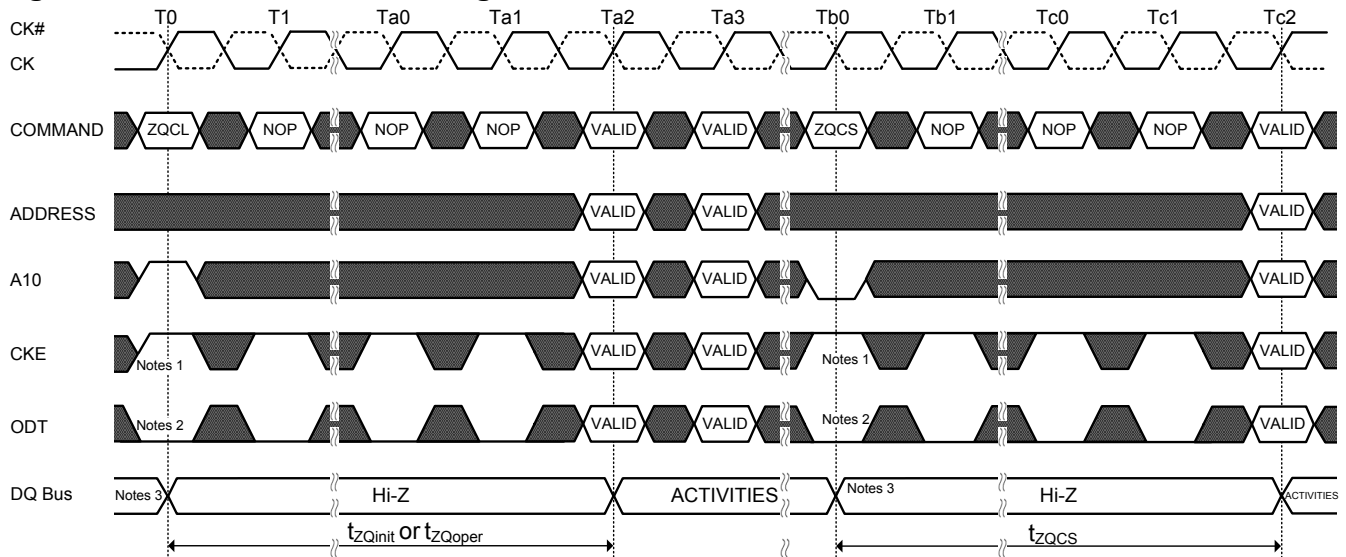 T0 T1 Ta0 Ta1 Ta2 Ta3 Tb0 Tb1 Tc0 Tc1 Tc2
CK#
CK
COMMAND ZQCL NOP NOP NOP VALID VALID ZQCS NOP NOP NOP VALID
ADDRESS VALID VALID VALID
A10 VALID VALID VALID
CKE Notes 1 VALID VALID Notes 1 VALID
ODT Notes 2 VALID VALID Notes 2 VALID
DQ Bus Notes 3 Hi-Z ACTIVITIES Notes 3 Hi-Z ACTIVITIES
tZQinit or tZQoper tZQCS